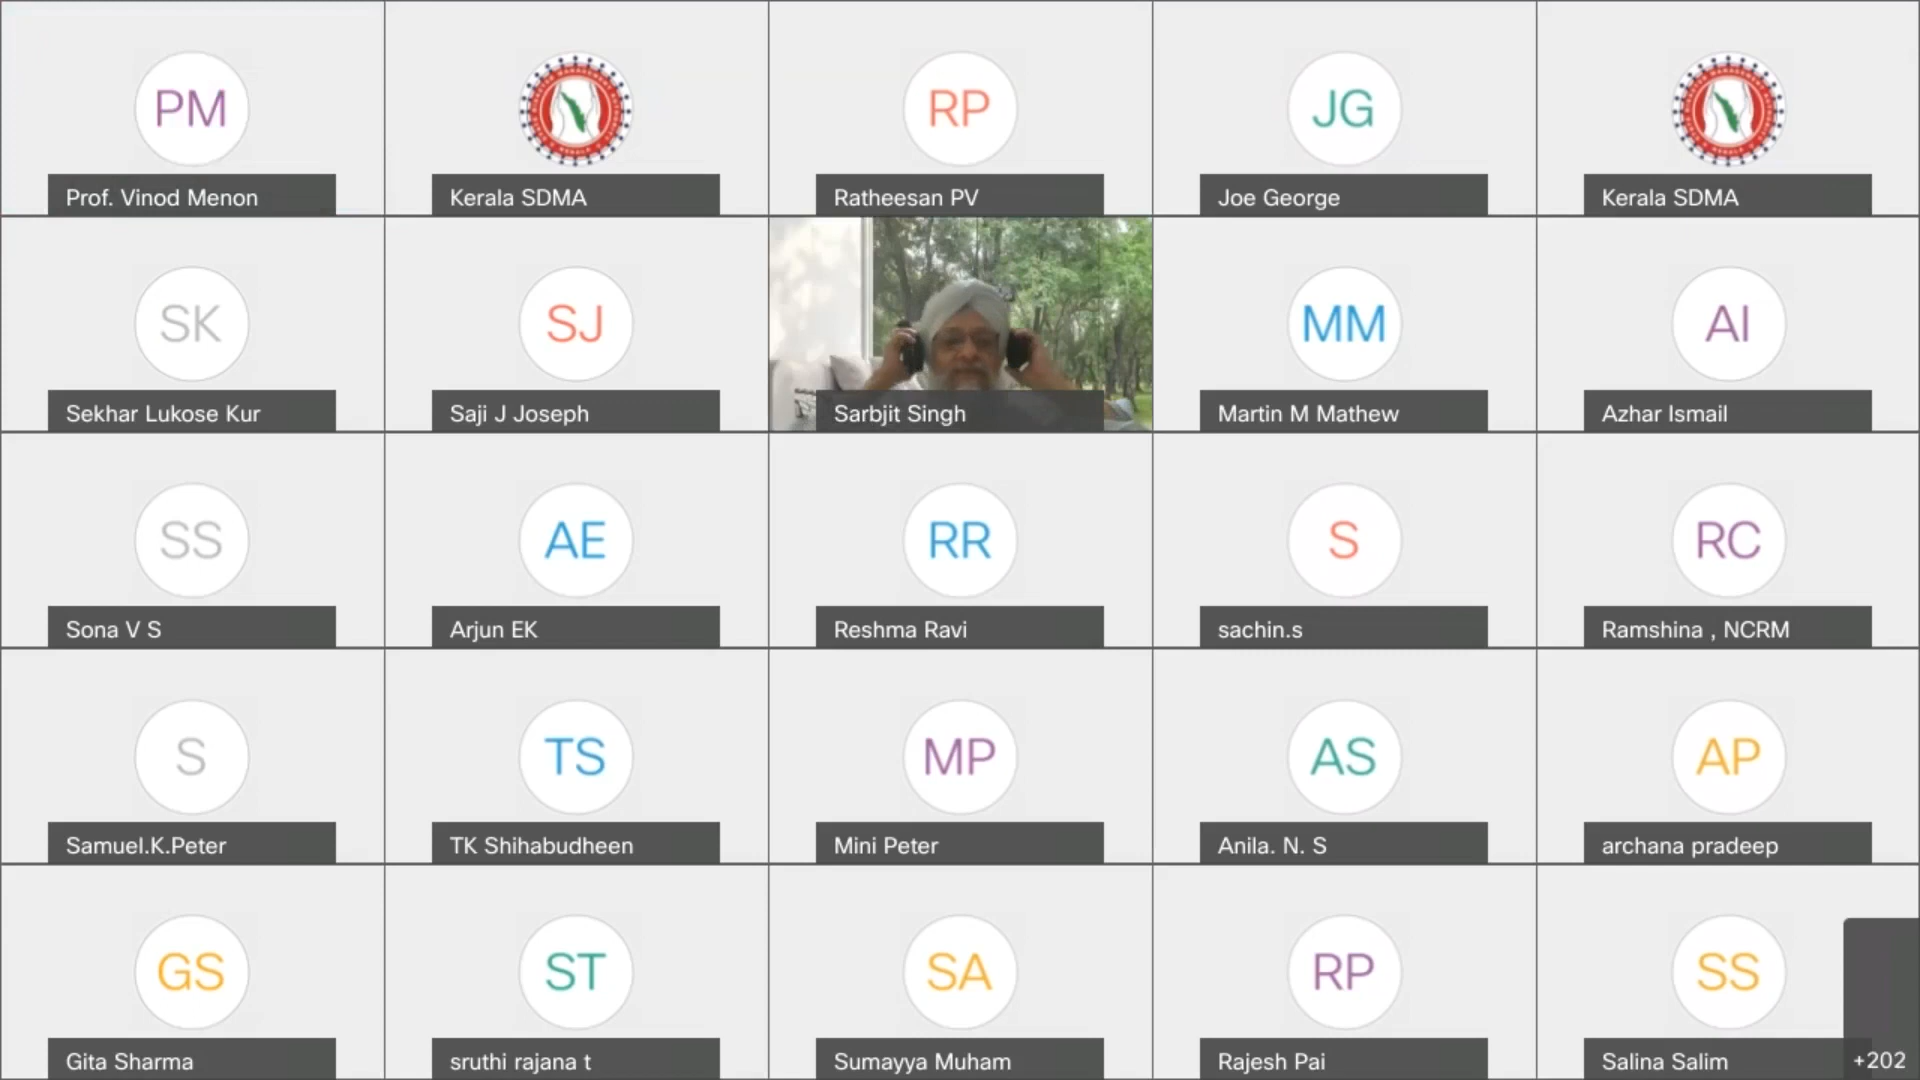 PM
Prof. Vinod Menon
Kerala SDMA
RP
Ratheesan PV
JG
Joe George
Kerala SDMA
SK
Sekhar Lukose Kur
SJ
Saji J Joseph
Sarbjit Singh
MM
Martin M Mathew
AI
Azhar Ismail
SS
Sona V S
AE
Arjun EK
RR
Reshma Ravi
S
sachin.s
RC
Ramshina , NCRM
S
Samuel.K.Peter
TS
TK Shihabudheen
MP
Mini Peter
AS
Anila. N. S
AP
archana pradeep
GS
Gita Sharma
ST
sruthi rajana t
SA
Sumayya Muham
RP
Rajesh Pai
SS
Salina Salim
+202